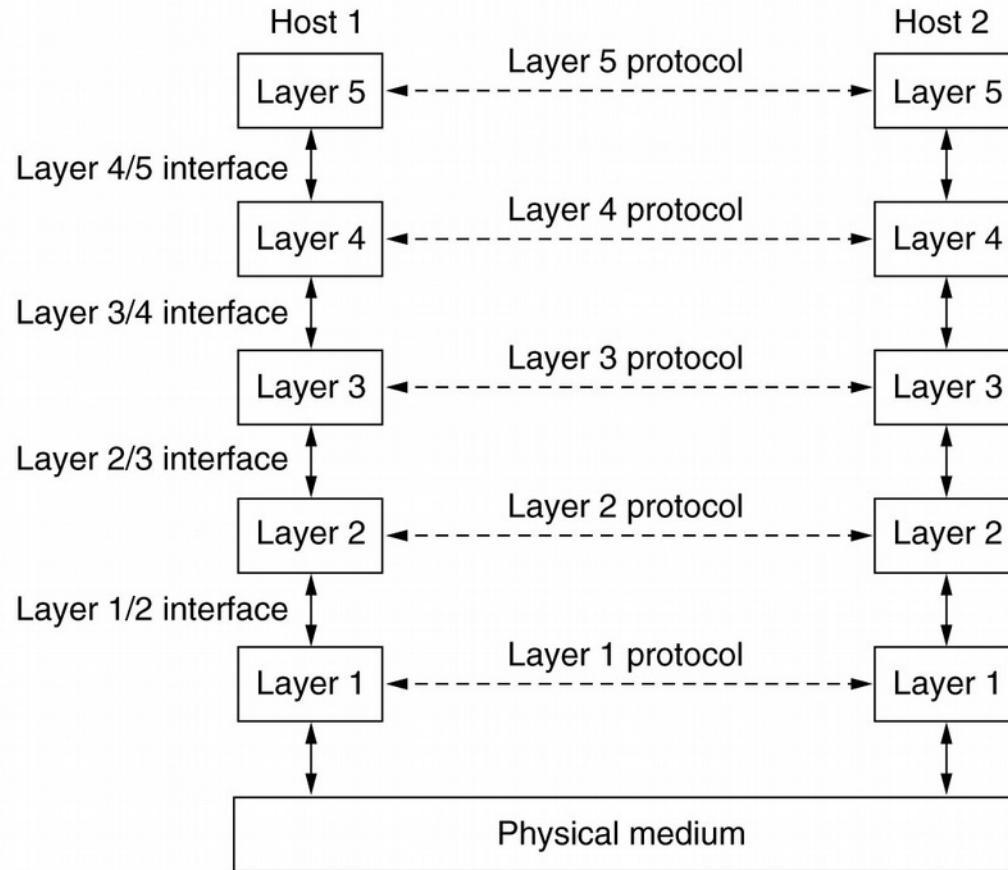 Host 1
Host 2
Layer 5
Layer 5 protocol
Layer 5
Layer 4/5 interface
Layer 4
Layer 4 protocol
Layer 4
Layer 3/4 interface
Layer 3
Layer 3 protocol
Layer 3
Layer 2/3 interface
Layer 2
Layer 2 protocol
Layer 2
Layer 1/2 interface
Layer 1
Layer 1 protocol
Layer 1
Physical medium